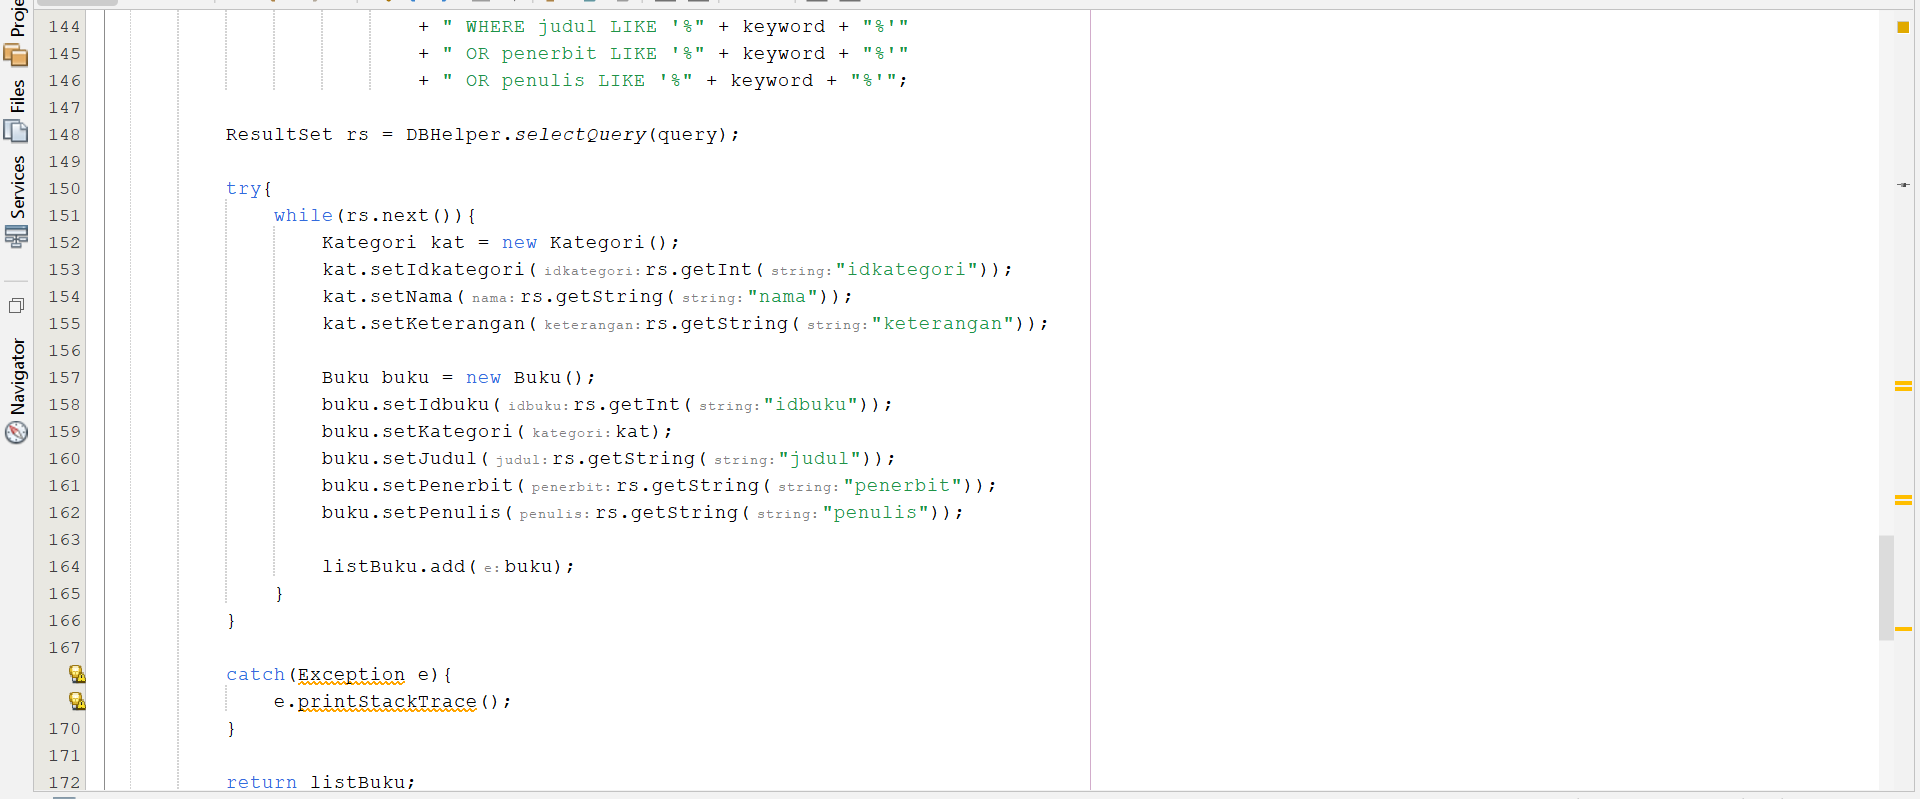 Proje
Files
Services
Navigator
144 + " WHERE judul LIKE '%" + keyword + "%'"
145 + " OR penerbit LIKE '%" + keyword + "%'"
146 + " OR penulis LIKE '%" + keyword + "%'";
147
148 ResultSet rs = DBHelper.selectQuery(query);
149
150 try{
151 while(rs.next()){
152 Kategori kat = new Kategori();
153 kat.setIdkategori( idkategori: rs.getInt( string: "idkategori"));
154 kat.setNama( nama: rs.getString( string: "nama"));
155 kat.setKeterangan( keterangan: rs.getString( string: "keterangan"));
156
157 Buku buku = new Buku();
158 buku.setIdbuku( idbuku: rs.getInt( string: "idbuku"));
159 buku.setKategori( kategori: kat);
160 buku.setJudul( judul: rs.getString( string: "judul"));
161 buku.setPenerbit( penerbit: rs.getString( string: "penerbit"));
162 buku.setPenulis( penulis: rs.getString( string: "penulis"));
163
164 listBuku.add( e: buku);
165 }
166 }
167
catch(Exception e){
e.printStackTrace();
170 }
171
172 return listBuku;